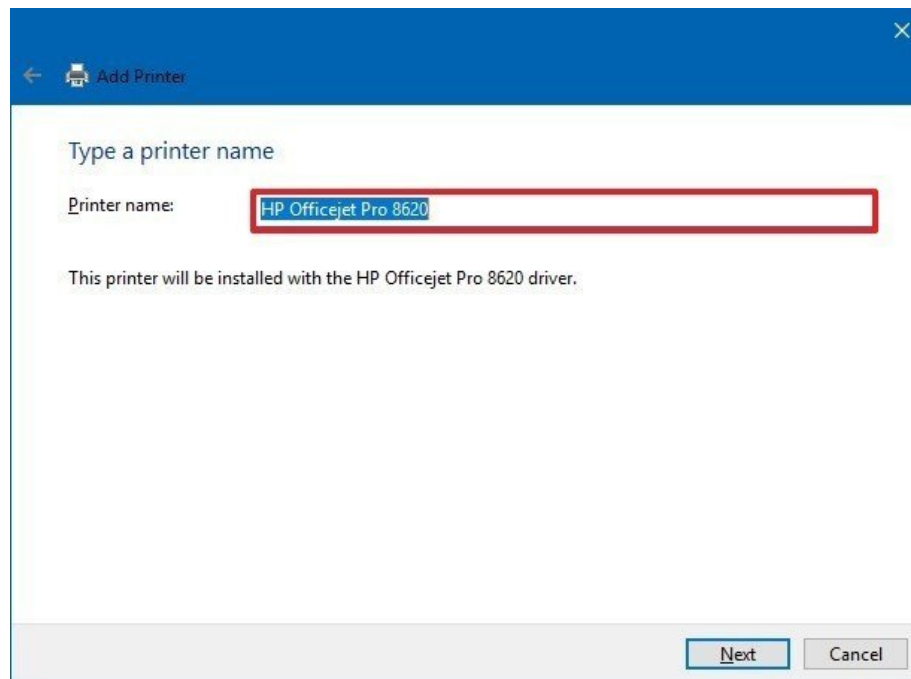 Add Printer
Type a printer name
Printer name: HP Officejet Pro 8620
This printer will be installed with the HP Officejet Pro 8620 driver.
Next Cancel